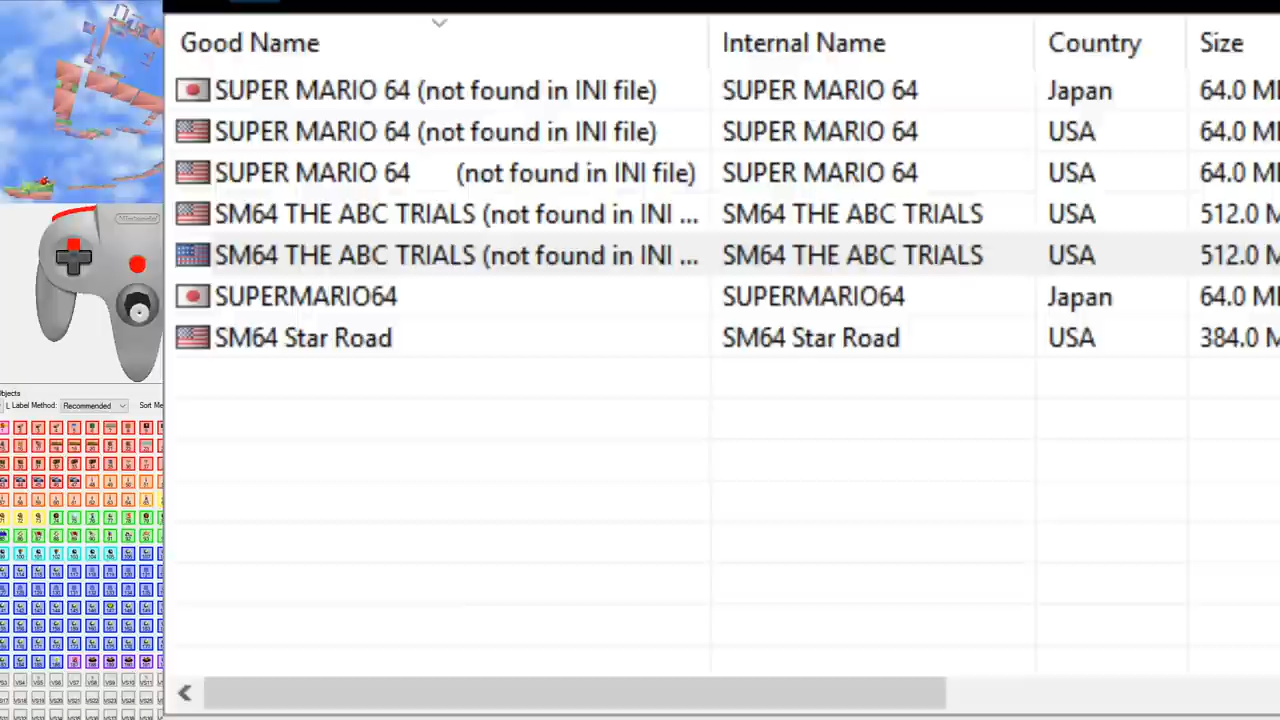 Good Name Internal Name Country Size
SUPER MARIO 64 (not found in INI file) SUPER MARIO 64 Japan 64.0 M
SUPER MARIO 64 (not found in INI file) SUPER MARIO 64 USA 64.0 M
SUPER MARIO 64 (not found in INI file) SUPER MARIO 64 USA 64.0 M
SM64 THE ABC TRIALS (not found in INI ... SM64 THE ABC TRIALS USA 512.0 M
SM64 THE ABC TRIALS (not found in INI ... SM64 THE ABC TRIALS USA 512.0 M
SUPERMARIO64 SUPERMARIO64 Japan 64.0 M
SM64 Star Road SM64 Star Road USA 384.0 M
Nintendo
bjects
Label Method: Recommended Sort Me